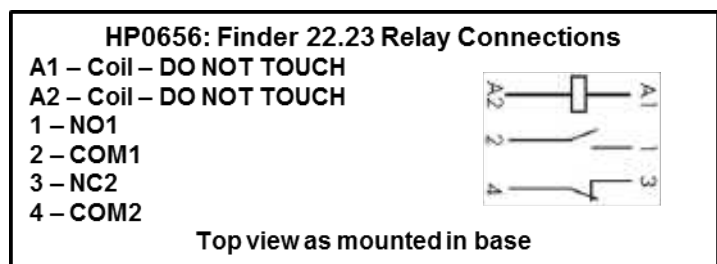 HP0656: Finder 22.23 Relay Connections
A1 – Coil – DO NOT TOUCH
A2 – Coil – DO NOT TOUCH
1 – NO1
2 – COM1
3 – NC2
4 – COM2
A2 A1
2 1
4 3
Top view as mounted in base